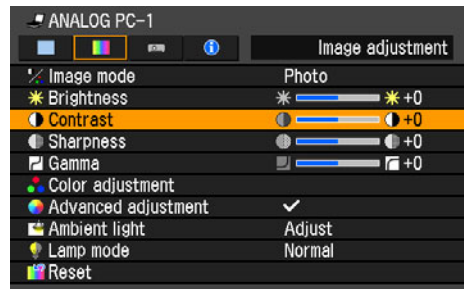 ANALOG PC-1
Image adjustment
Image mode Photo
Brightness +0
Contrast +0
Sharpness +0
Gamma +0
Color adjustment
Advanced adjustment ✓
Ambient light Adjust
Lamp mode Normal
Reset